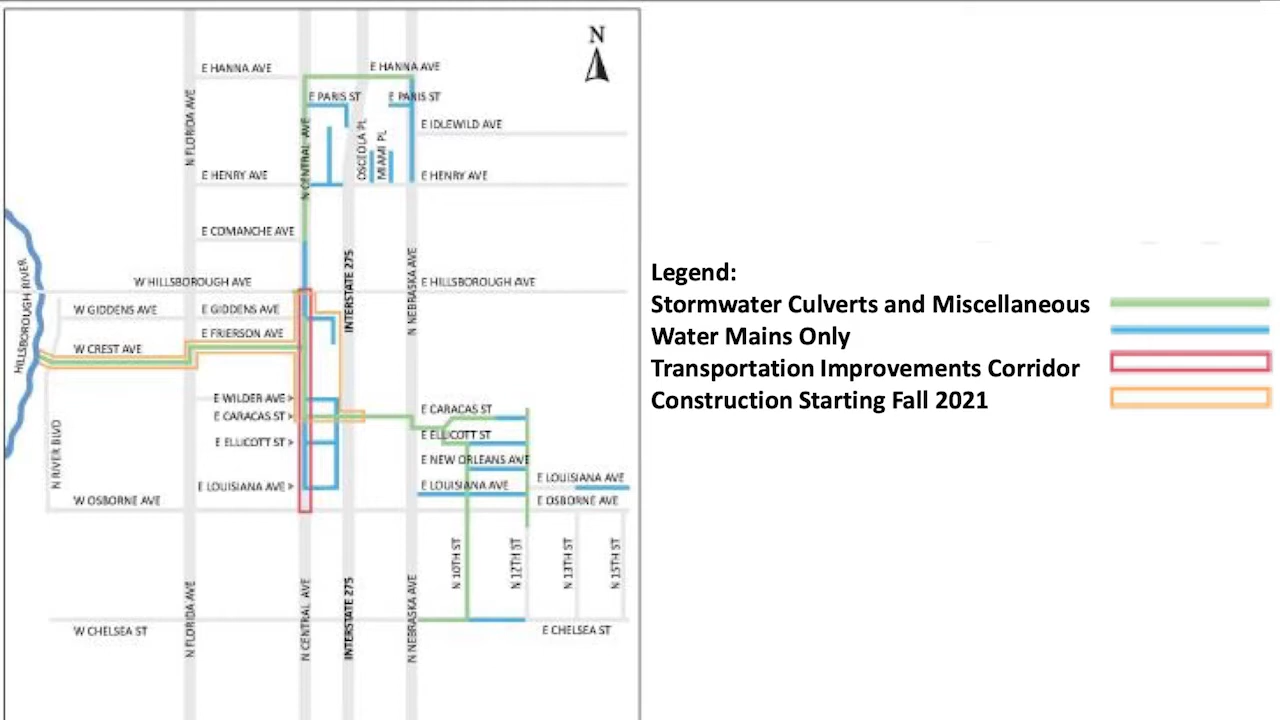 N
E HANNA AVE
E HANNA AVE
E PARIS ST
E PARIS ST
N FLORIDA AVE
N CENTRAL AVE
OSCEOLA PL
MIAMI PL
E IDLEWILD AVE
E HENRY AVE
E HENRY AVE
E COMANCHE AVE
HILLSBOROUGH RIVER
W HILLSBOROUGH AVE
INTERSTATE 275
N NEBRASKA AVE
E HILLSBOROUGH AVE
W GIDDENS AVE
E GIDDENS AVE
E FRIERSON AVE
W CREST AVE
E WILDER AVE
E CARACAS ST
E CARACAS ST
E ELLICOTT ST
E ELLICOTT ST
N RIVER BLVD
E NEW ORLEANS AVE
E LOUISIANA AVE
E LOUISIANA AVE
E LOUISIANA AVE
W OSBORNE AVE
E OSBORNE AVE
N 10TH ST
N 12TH ST
N 13TH ST
N 15TH ST
N FLORIDA AVE
N CENTRAL AVE
INTERSTATE 275
N NEBRASKA AVE
W CHELSEA ST
E CHELSEA ST
Legend:
Stormwater Culverts and Miscellaneous
Water Mains Only
Transportation Improvements Corridor
Construction Starting Fall 2021